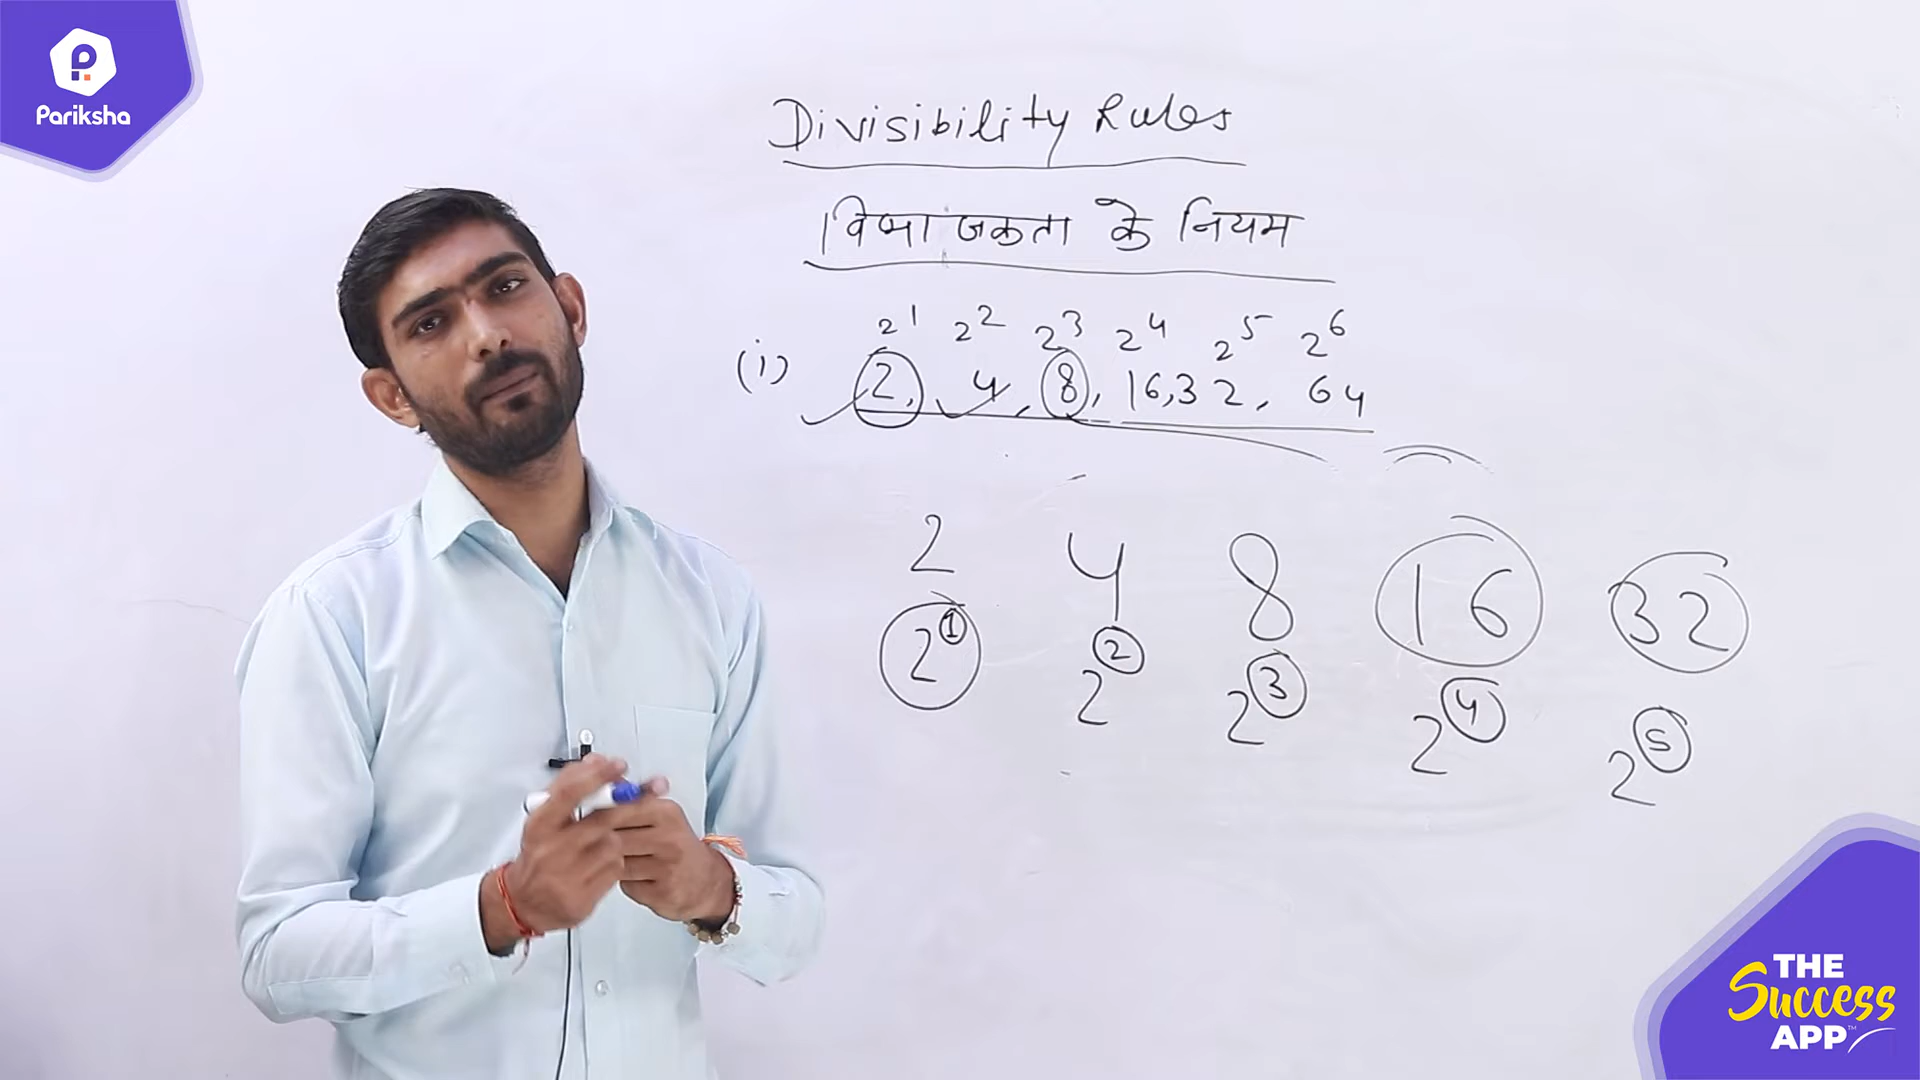 Pariksha
Divisibility Rules
विभाजकता के नियम
2¹ 2² 2³ 2⁴ 2⁵ 2⁶
(i) 2, 4, 8, 16, 32, 64
2 4 8 16 32
2¹ 2² 2³ 2⁴ 2⁵
THE
Success
APP™